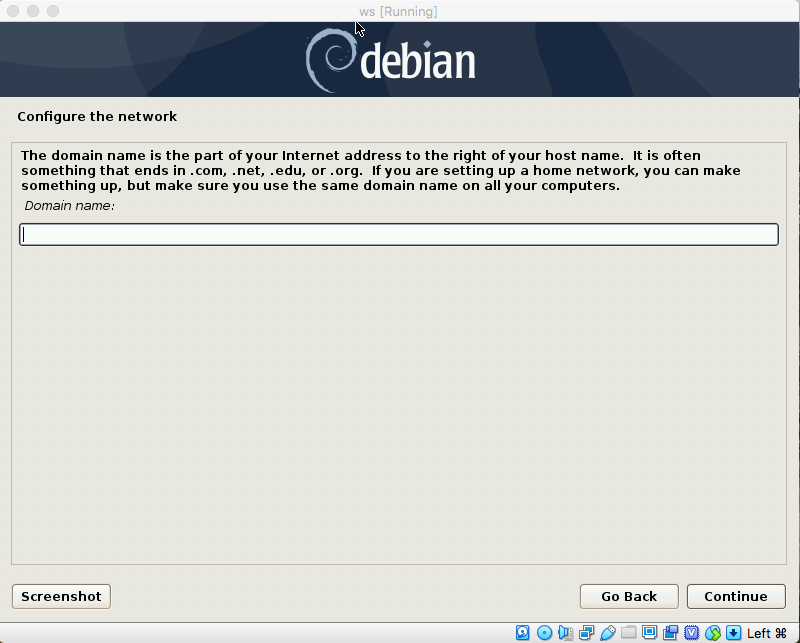 ws [Running]
debian
Configure the network
The domain name is the part of your Internet address to the right of your host name.  It is often
something that ends in .com, .net, .edu, or .org.  If you are setting up a home network, you can make
something up, but make sure you use the same domain name on all your computers.
Domain name:
Screenshot
Go Back
Continue
Left ⌘